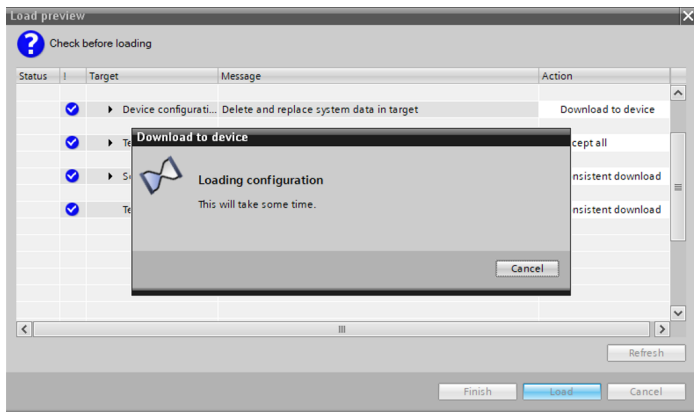 Load preview
Check before loading
Status ! Target Message Action
Device configurati... Delete and replace system data in target Download to device
Download to device
cept all
Loading configuration
nsistent download
This will take some time.
nsistent download
Cancel
Refresh
Finish Load Cancel